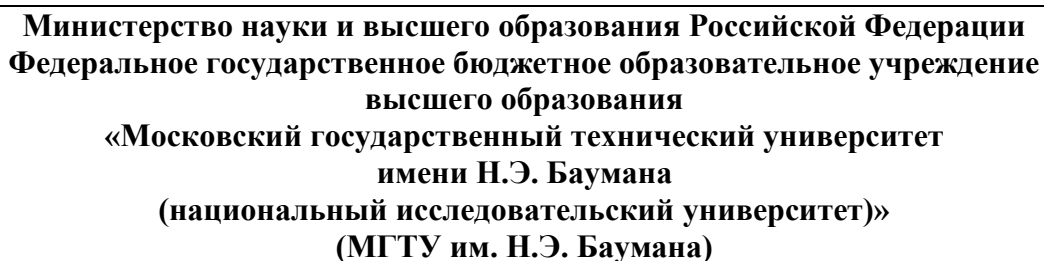 Министерство науки и высшего образования Российской Федерации
Федеральное государственное бюджетное образовательное учреждение
высшего образования
«Московский государственный технический университет
имени Н.Э. Баумана
(национальный исследовательский университет)»
(МГТУ им. Н.Э. Баумана)